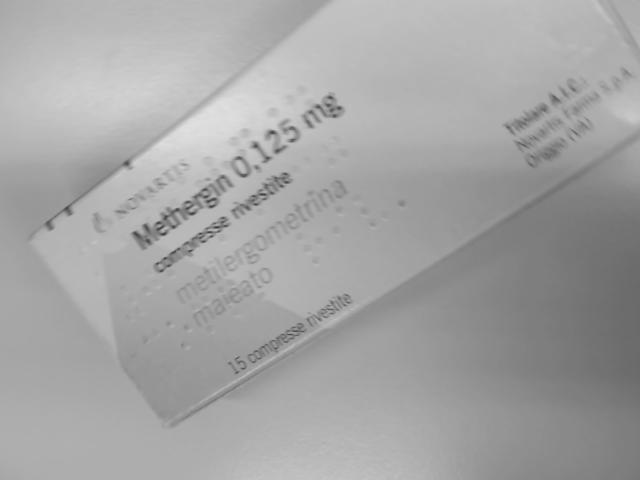 NOVARTIS
Methergin 0,125 mg
compresse rivestite
metilergometrina
maleato
15 compresse rivestite
Titolare A.I.C.:
Novartis Farma S.p.A.
Origgio (VA)